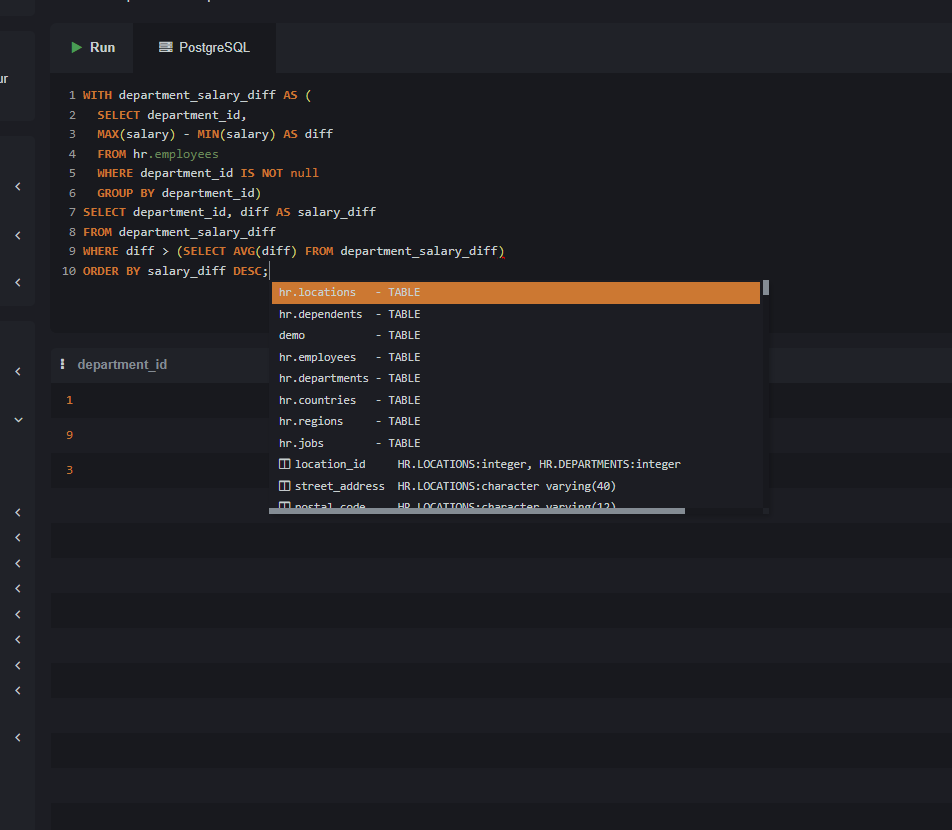 ur
Run
PostgreSQL
1 WITH department_salary_diff AS (
2 SELECT department_id,
3 MAX(salary) - MIN(salary) AS diff
4 FROM hr.employees
5 WHERE department_id IS NOT null
6 GROUP BY department_id)
7 SELECT department_id, diff AS salary_diff
8 FROM department_salary_diff
9 WHERE diff > (SELECT AVG(diff) FROM department_salary_diff)
10 ORDER BY salary_diff DESC;
hr.locations - TABLE
hr.dependents - TABLE
demo - TABLE
hr.employees - TABLE
hr.departments - TABLE
hr.countries - TABLE
hr.regions - TABLE
hr.jobs - TABLE
location_id HR.LOCATIONS:integer, HR.DEPARTMENTS:integer
street_address HR.LOCATIONS:character varying(40)
postal_code HR.LOCATIONS:character varying(12)
department_id
1
9
3